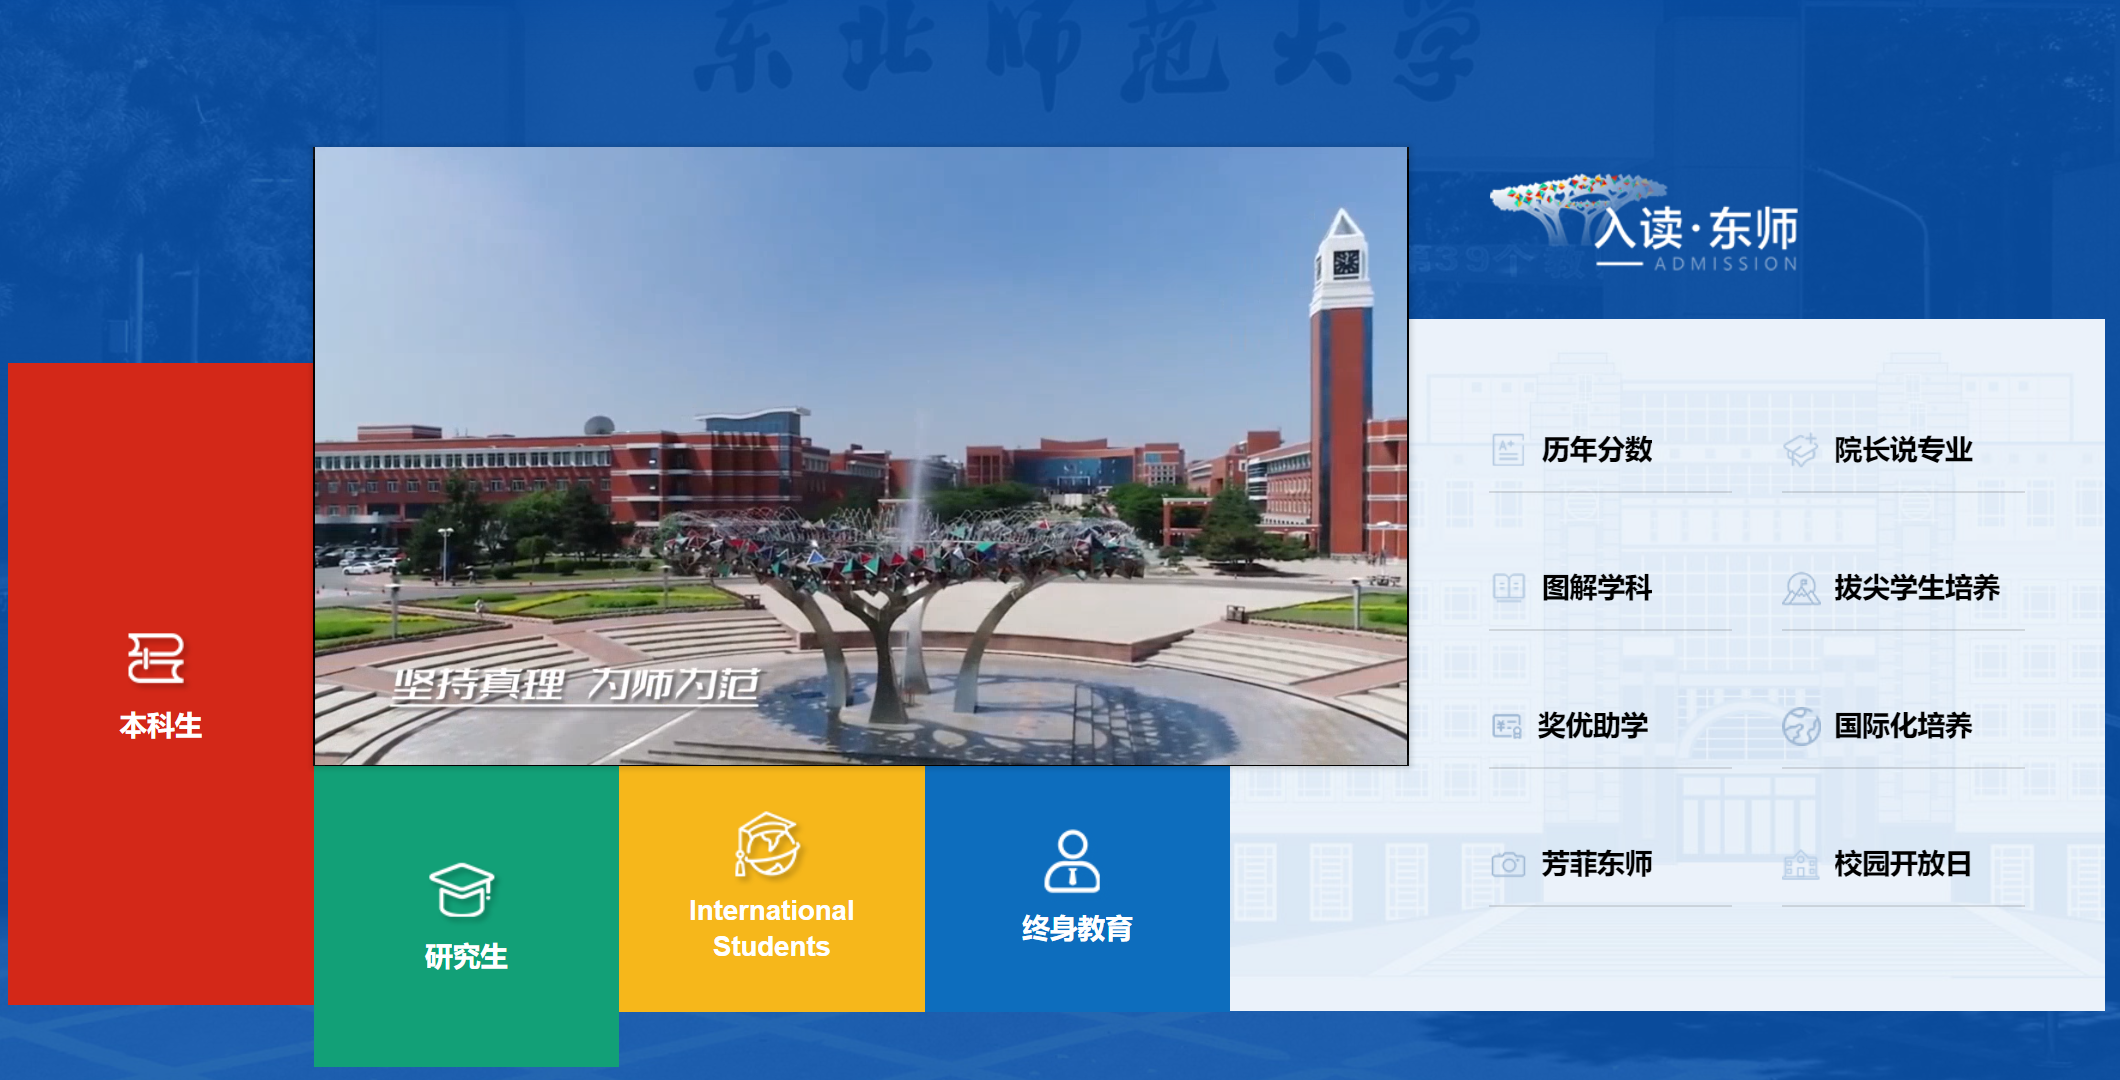 东北师范大学
入读·东师
ADMISSION
坚持真理 为师为范
本科生
研究生
International
Students
终身教育
历年分数
院长说专业
图解学科
拔尖学生培养
奖优助学
国际化培养
芳菲东师
校园开放日